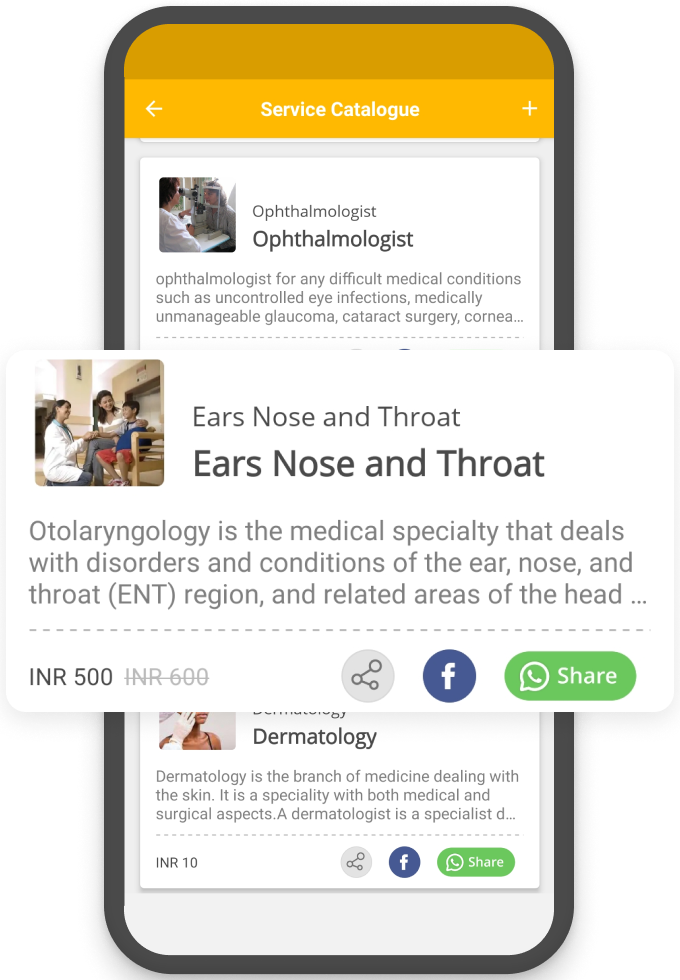 Service Catalogue
Ophthalmologist
Ophthalmologist
ophthalmologist for any difficult medical conditions
such as uncontrolled eye infections, medically
unmanageable glaucoma, cataract surgery, cornea...
Ears Nose and Throat
Ears Nose and Throat
Otolaryngology is the medical specialty that deals
with disorders and conditions of the ear, nose, and
throat (ENT) region, and related areas of the head ...
INR 500 INR 600 f Share
Dermatology
Dermatology
Dermatology is the branch of medicine dealing with
the skin. It is a speciality with both medical and
surgical aspects.A dermatologist is a specialist d...
INR 10 f Share